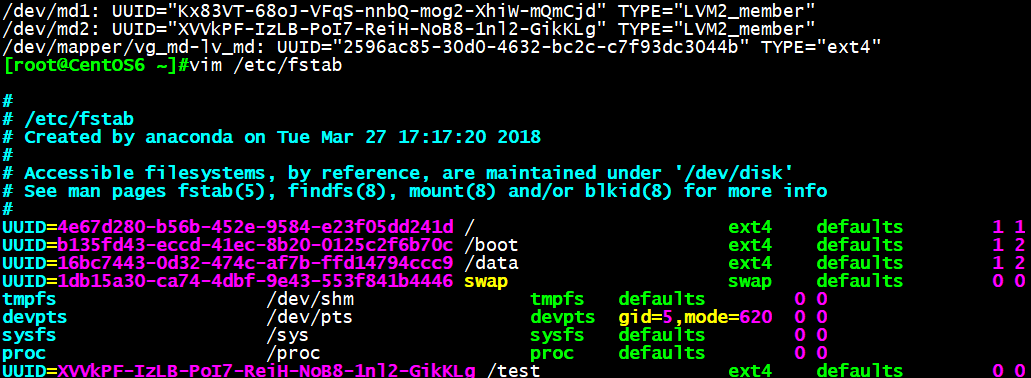 /dev/md1: UUID="Kx83VT-68oJ-VFqS-nnbQ-mog2-XhiW-mQmCjd" TYPE="LVM2_member"
/dev/md2: UUID="XVVkPF-IzLB-PoI7-ReiH-NoB8-1nl2-GikKLg" TYPE="LVM2_member"
/dev/mapper/vg_md-lv_md: UUID="2596ac85-30d0-4632-bc2c-c7f93dc3044b" TYPE="ext4"
[root@CentOS6 ~]#vim /etc/fstab
#
# /etc/fstab
# Created by anaconda on Tue Mar 27 17:17:20 2018
#
# Accessible filesystems, by reference, are maintained under '/dev/disk'
# See man pages fstab(5), findfs(8), mount(8) and/or blkid(8) for more info
#
UUID=4e67d280-b56b-452e-9584-e23f05dd241d / ext4 defaults 1 1
UUID=b135fd43-eccd-41ec-8b20-0125c2f6b70c /boot ext4 defaults 1 2
UUID=16bc7443-0d32-474c-af7b-ffd14794ccc9 /data ext4 defaults 1 2
UUID=1db15a30-ca74-4dbf-9e43-553f841b4446 swap swap defaults 0 0
tmpfs /dev/shm tmpfs defaults 0 0
devpts /dev/pts devpts gid=5,mode=620 0 0
sysfs /sys sysfs defaults 0 0
proc /proc proc defaults 0 0
UUID=XVVkPF-IzLB-PoI7-ReiH-NoB8-1nl2-GikKLg /test ext4 defaults 0 0